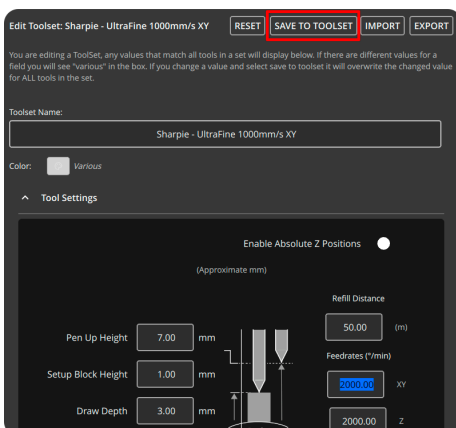 Edit Toolset: Sharpie - UltraFine 1000mm/s XY RESET SAVE TO TOOLSET IMPORT EXPORT
You are editing a ToolSet, any values that match all tools in a set will display below. If there are different values for a
field you will see "various" in the box. If you change a value and select save to toolset it will overwrite the changed value
for ALL tools in the set.
Toolset Name:
Sharpie - UltraFine 1000mm/s XY
Color: Various
Tool Settings
Enable Absolute Z Positions
(Approximate mm)
Refill Distance
50.00 (m)
Pen Up Height 7.00 mm
Feedrates ("/min)
Setup Block Height 1.00 mm
2000.00 XY
Draw Depth 3.00 mm
2000.00 Z